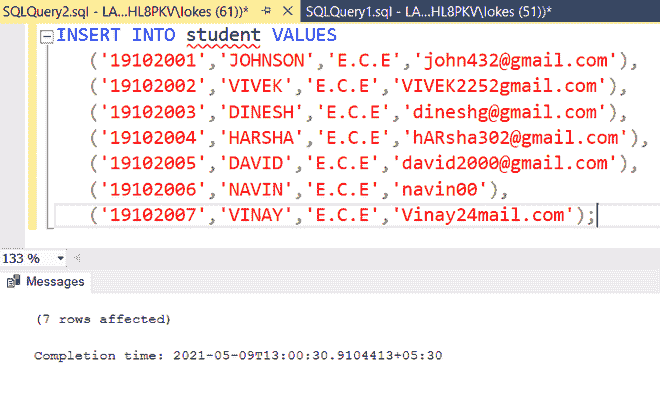 SQLQuery2.sql - LA...HL8PKV\lokes (61))* SQLQuery1.sql - LA...HL8PKV\lokes (51))*
INSERT INTO student VALUES
('19102001','JOHNSON','E.C.E','john432@gmail.com'),
('19102002','VIVEK','E.C.E','VIVEK2252gmail.com'),
('19102003','DINESH','E.C.E','dineshg@gmail.com'),
('19102004','HARSHA','E.C.E','hARsha302@gmail.com'),
('19102005','DAVID','E.C.E','david2000@gmail.com'),
('19102006','NAVIN','E.C.E','navin00'),
('19102007','VINAY','E.C.E','Vinay24mail.com');
133 %
Messages
(7 rows affected)
Completion time: 2021-05-09T13:00:30.9104413+05:30